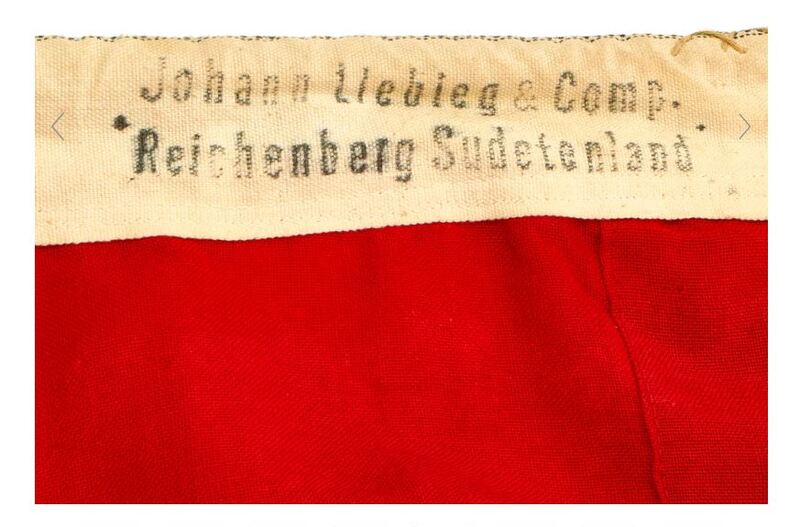 Johann Liebieg & Comp.
Reichenberg Sudetenland